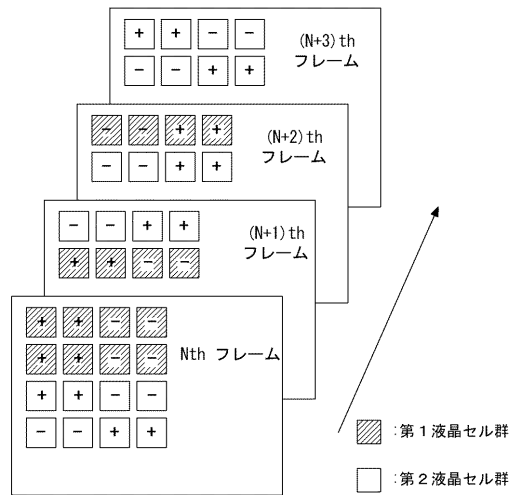 + + − −
(N+3)th
フレーム
− − + +
− − + +
(N+2)th
フレーム
− − + +
− − + +
(N+1)th
フレーム
+ + − −
+ + − −
Nth フレーム
+ + − −
+ + − −
− − + +
:第1液晶セル群
:第2液晶セル群